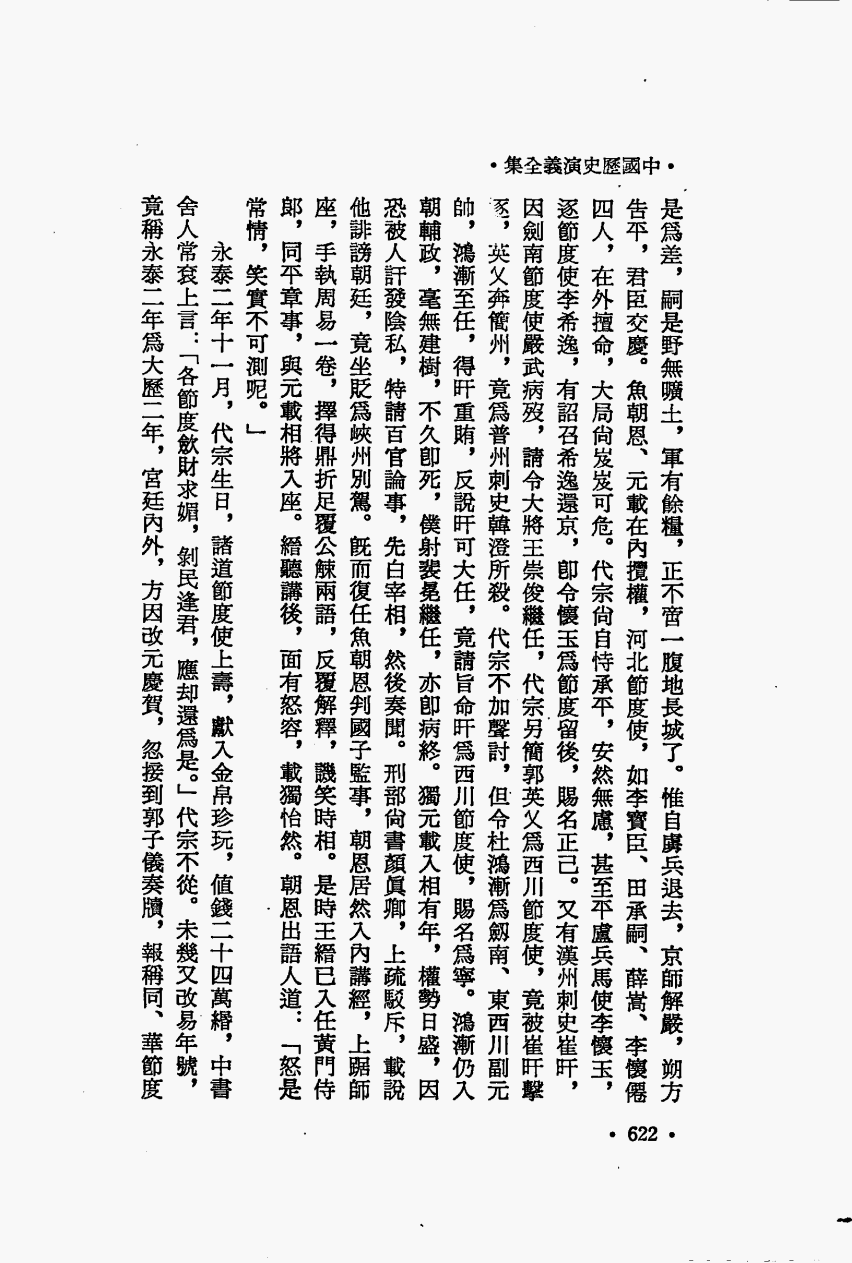 •中國歷史演義全集•
是爲差，嗣是野無曠土，軍有餘糧，正不啻一腹地長城了。惟自虜兵退去，京師解嚴，朔方
告平，君臣交慶。魚朝恩、元載在內攬權，河北節度使，如李寶臣、田承嗣、薛嵩、李懷僊
四人，在外擅命，大局尙岌岌可危。代宗尙自恃承平，安然無慮，甚至平盧兵馬使李懷玉，
逐節度使李希逸，有詔召希逸還京，卽令懷玉爲節度留後，賜名正己。又有漢州刺史崔旰，
因劍南節度使嚴武病歿，請令大將王崇俊繼任，代宗另簡郭英乂爲西川節度使，竟被崔旰擊
逐，英乂奔簡州，竟爲普州刺史韓澄所殺。代宗不加聲討，但令杜鴻漸爲劔南、東西川副元
帥，鴻漸至任，得旰重賄，反說旰可大任，竟請旨命旰爲西川節度使，賜名爲寧。鴻漸仍入
朝輔政，毫無建樹，不久卽死，僕射裴冕繼任，亦卽病終。獨元載入相有年，權勢日盛，因
恐被人訐發陰私，特請百官論事，先白宰相，然後奏聞。刑部尙書顏眞卿，上疏駁斥，載說
他誹謗朝廷，竟坐貶爲峽州別駕。旣而復任魚朝恩判國子監事，朝恩居然入內講經，上踞師
座，手執周易一卷，擇得鼎折足覆公餗兩語，反覆解釋，譏笑時相。是時王縉已入任黃門侍
郞，同平章事，與元載相將入座。縉聽講後，面有怒容，載獨怡然。朝恩出語人道：「怒是
常情，笑實不可測呢。」
永泰二年十一月，代宗生日，諸道節度使上壽，獻入金帛珍玩，値錢二十四萬緡，中書
舍人常袞上言：「各節度斂財求媚，剝民逢君，應却還爲是。」代宗不從。未幾又改易年號，
竟稱永泰二年爲大歷二年，宮廷內外，方因改元慶賀，忽接到郭子儀奏牘，報稱同、華節度
• 622 •